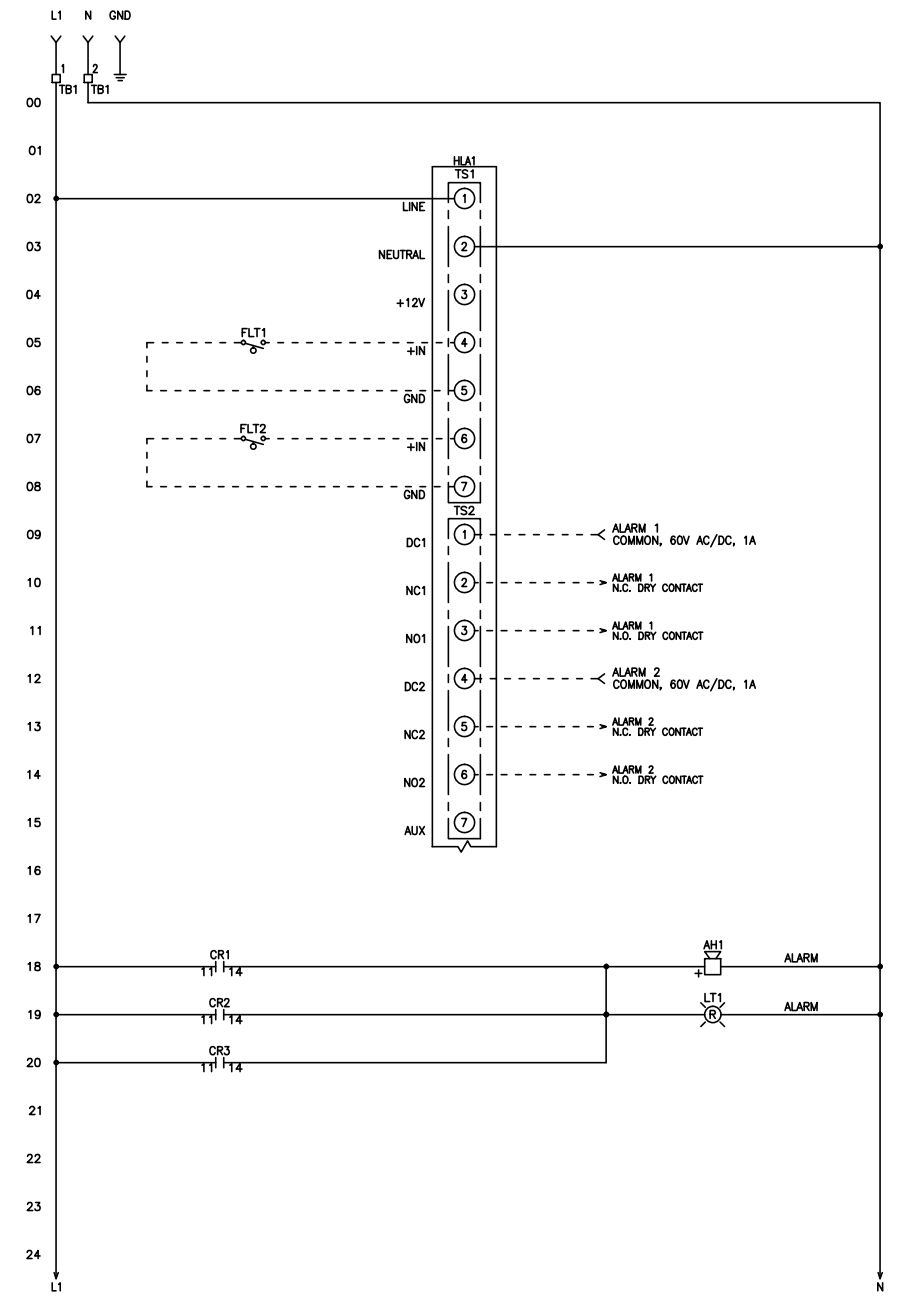 L1 N GND
1 2
TB1 TB1
00
01
HLA1
TS1
02 1
LINE
03 2
NEUTRAL
04 3
+12V
FLT1
05 4
+IN
06 5
GND
FLT2
07 6
+IN
08 7
GND
TS2
09 1 ALARM 1
DC1 COMMON, 60V AC/DC, 1A
10 2 ALARM 1
NC1 N.C. DRY CONTACT
11 3 ALARM 1
NO1 N.O. DRY CONTACT
12 4 ALARM 2
DC2 COMMON, 60V AC/DC, 1A
13 5 ALARM 2
NC2 N.C. DRY CONTACT
14 6 ALARM 2
NO2 N.O. DRY CONTACT
15 7
AUX
16
17
CR1 AH1
18 ALARM
11 14 +
CR2 LT1
19 R ALARM
11 14
CR3
20
11 14
21
22
23
24
L1 N